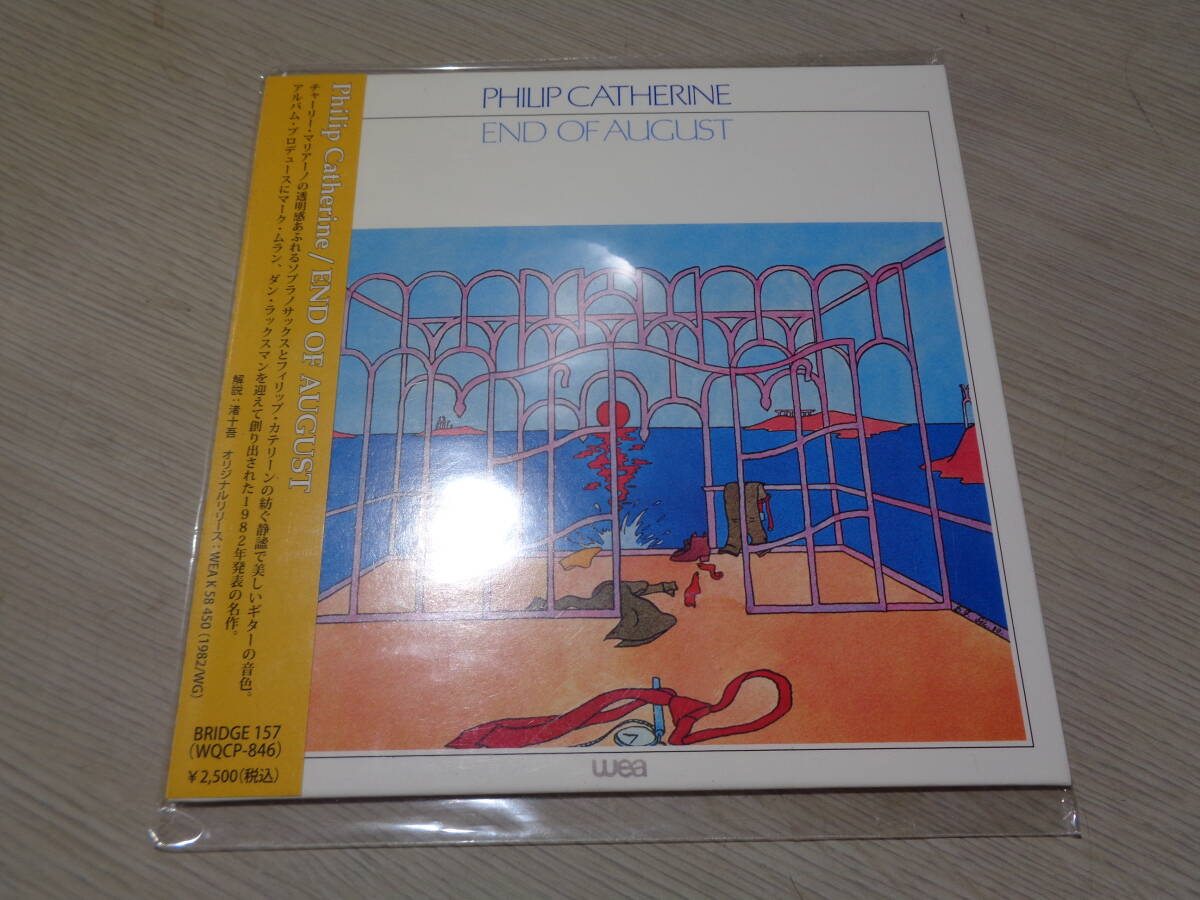 PHILIP CATHERINE
END OF AUGUST
Philip Catherine / END OF AUGUST
チャーリー・マリアーノの透明感あふれるソプラノサックスとフィリップ・カテリーンの紡ぐ静謐で美しいギターの音色。
アルバム・プロデュースにマーク・ムラン、ダン・ラックスマンを迎えて創り出された1982年発表の名作。
解説：渚十吾 オリジナルリリース：WEA K 58 450 (1982/WG)
BRIDGE 157
(WQCP-846)
￥2,500(税込)
wea